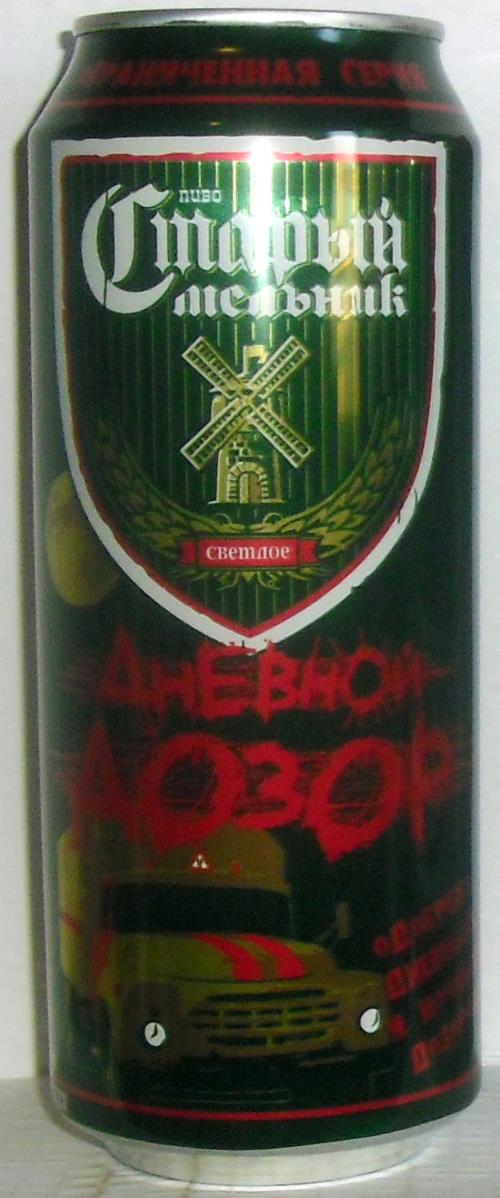 ОГРАНИЧЕННАЯ СЕРИЯ
пиво
Старый
мельник
светлое
ДНЕВНОЙ
ДОЗОР